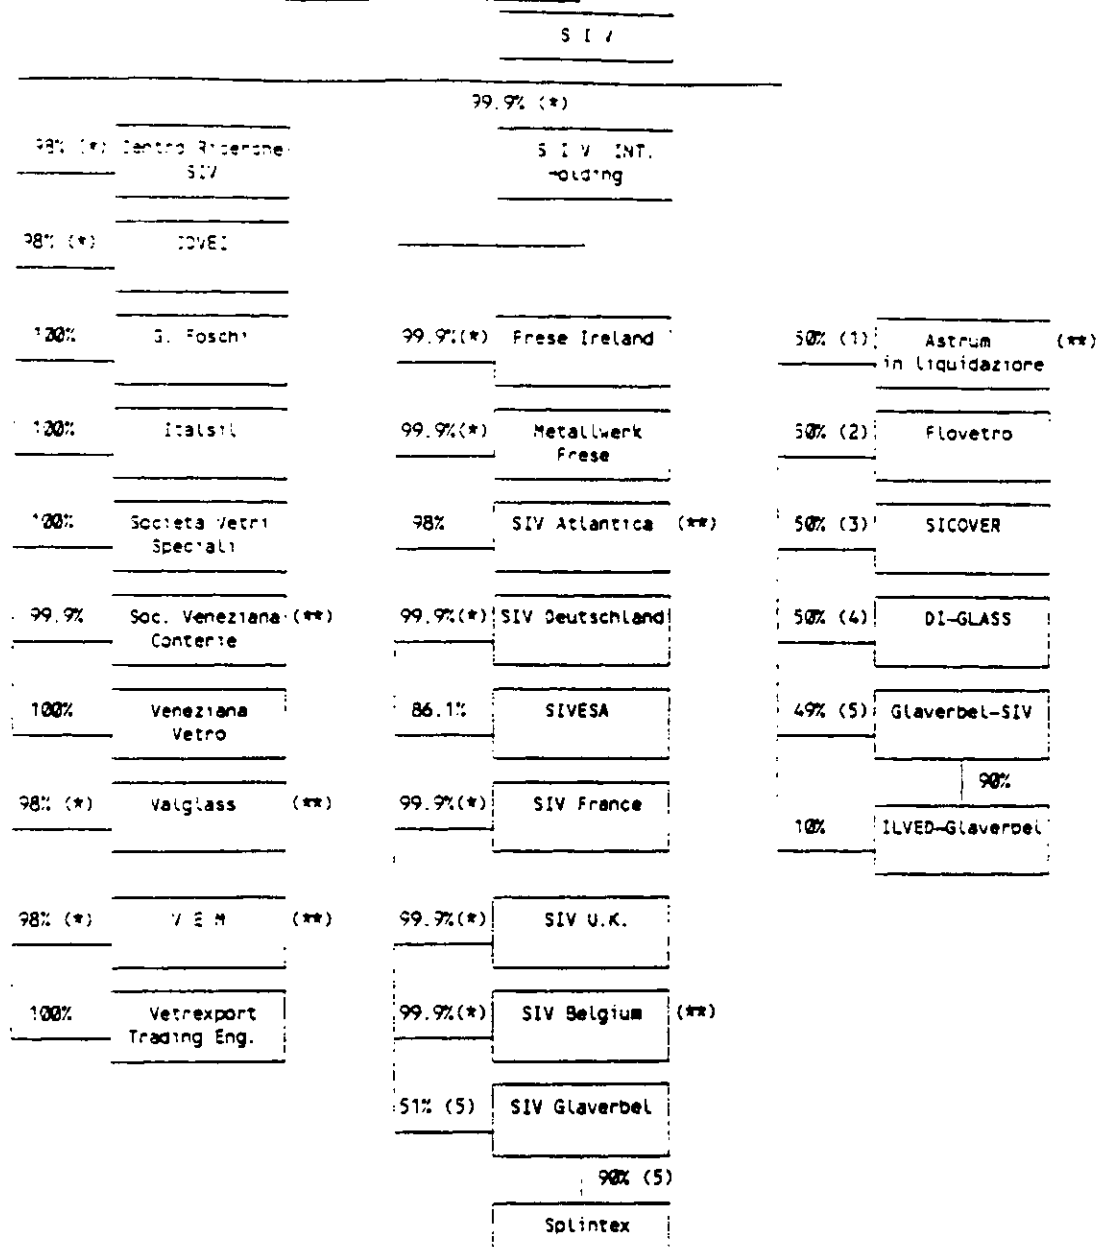 S I V
99.9% (*)
98% (*) Centro Ricerche
SIV
S I V INT.
Holding
98% (*)
100% G. Foschi 99.9%(*) Frese Ireland 50% (1) Astrum (**)
in liquidazione
100% Italsil 99.9%(*) Metallwerk 50% (2) Flovetro
Frese
100% Societa Vetri 98% SIV Atlantica (**) 50% (3) SICOVER
Speciali
99.9% Soc. Veneziana (**) 99.9%(*) SIV Deutschland 50% (4) DI-GLASS
Conterie
100% Veneziana 86.1% SIVESA 49% (5) Glaverbel-SIV
Vetro
90%
98% (*) Valglass (**) 99.9%(*) SIV France 10% ILVED-Glaverbel
98% (*) V E M (**) 99.9%(*) SIV U.K.
100% Vetrexport 99.9%(*) SIV Belgium (**)
Trading Eng.
51% (5) SIV Glaverbel
90% (5)
Splintex